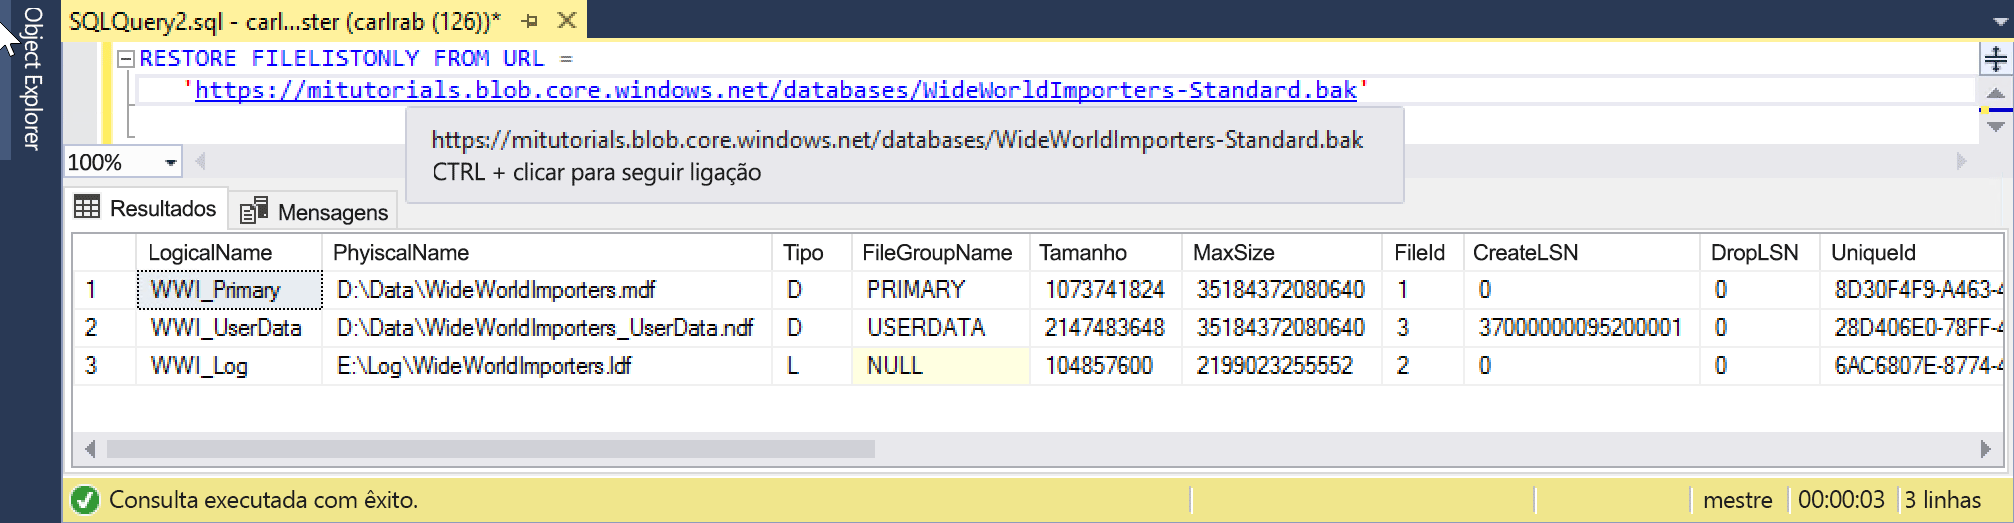 Object Explorer
SQLQuery2.sql - carl...ster (carlrab (126))*
RESTORE FILELISTONLY FROM URL =
'https://mitutorials.blob.core.windows.net/databases/WideWorldImporters-Standard.bak'
https://mitutorials.blob.core.windows.net/databases/WideWorldImporters-Standard.bak
CTRL + clicar para seguir ligação
100%
Resultados Mensagens
LogicalName PhyiscalName Tipo FileGroupName Tamanho MaxSize FileId CreateLSN DropLSN UniqueId
1 WWI_Primary D:\Data\WideWorldImporters.mdf D PRIMARY 1073741824 35184372080640 1 0 0 8D30F4F9-A463-4
2 WWI_UserData D:\Data\WideWorldImporters_UserData.ndf D USERDATA 2147483648 35184372080640 3 37000000095200001 0 28D406E0-78FF-4
3 WWI_Log E:\Log\WideWorldImporters.ldf L NULL 104857600 2199023255552 2 0 0 6AC6807E-8774-4
Consulta executada com êxito. mestre 00:00:03 3 linhas